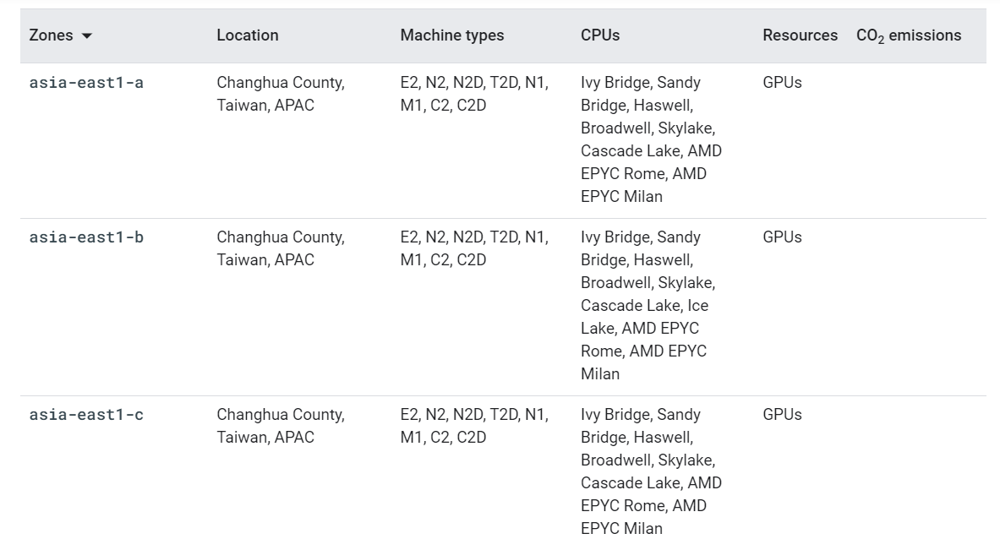 Zones Location Machine types CPUs Resources CO₂ emissions
asia-east1-a
Changhua County,
Taiwan, APAC
E2, N2, N2D, T2D, N1,
M1, C2, C2D
Ivy Bridge, Sandy
Bridge, Haswell,
Broadwell, Skylake,
Cascade Lake, AMD
EPYC Rome, AMD
EPYC Milan
GPUs
asia-east1-b
Changhua County,
Taiwan, APAC
E2, N2, N2D, T2D, N1,
M1, C2, C2D
Ivy Bridge, Sandy
Bridge, Haswell,
Broadwell, Skylake,
Cascade Lake, Ice
Lake, AMD EPYC
Rome, AMD EPYC
Milan
GPUs
asia-east1-c
Changhua County,
Taiwan, APAC
E2, N2, N2D, T2D, N1,
M1, C2, C2D
Ivy Bridge, Sandy
Bridge, Haswell,
Broadwell, Skylake,
Cascade Lake, AMD
EPYC Rome, AMD
EPYC Milan
GPUs